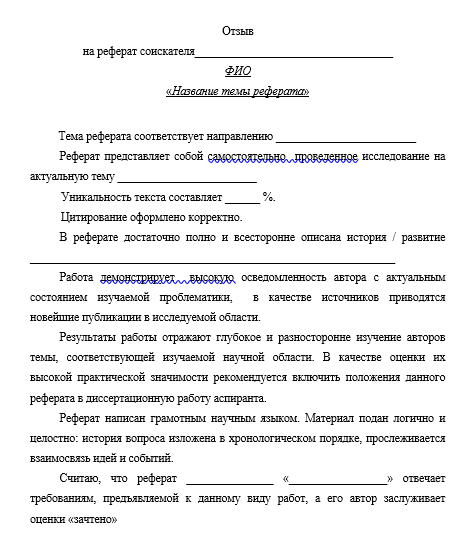 Отзыв
на реферат соискателя_________________________________
ФИО
«Название темы реферата»
Тема реферата соответствует направлению _______________________
Реферат представляет собой самостоятельно проведенное исследование на
актуальную тему _______________________
Уникальность текста составляет ______ %.
Цитирование оформлено корректно.
В реферате достаточно полно и всесторонне описана история / развитие
_____________________________________________________________
Работа демонстрирует высокую осведомленность автора с актуальным
состоянием изучаемой проблематики, в качестве источников приводятся
новейшие публикации в исследуемой области.
Результаты работы отражают глубокое и разностороннее изучение авторов
темы, соответствующей изучаемой научной области. В качестве оценки их
высокой практической значимости рекомендуется включить положения данного
реферата в диссертационную работу аспиранта.
Реферат написан грамотным научным языком. Материал подан логично и
целостно: история вопроса изложена в хронологическом порядке, прослеживается
взаимосвязь идей и событий.
Считаю, что реферат ______________ «________________» отвечает
требованиям, предъявляемой к данному виду работ, а его автор заслуживает
оценки «зачтено»